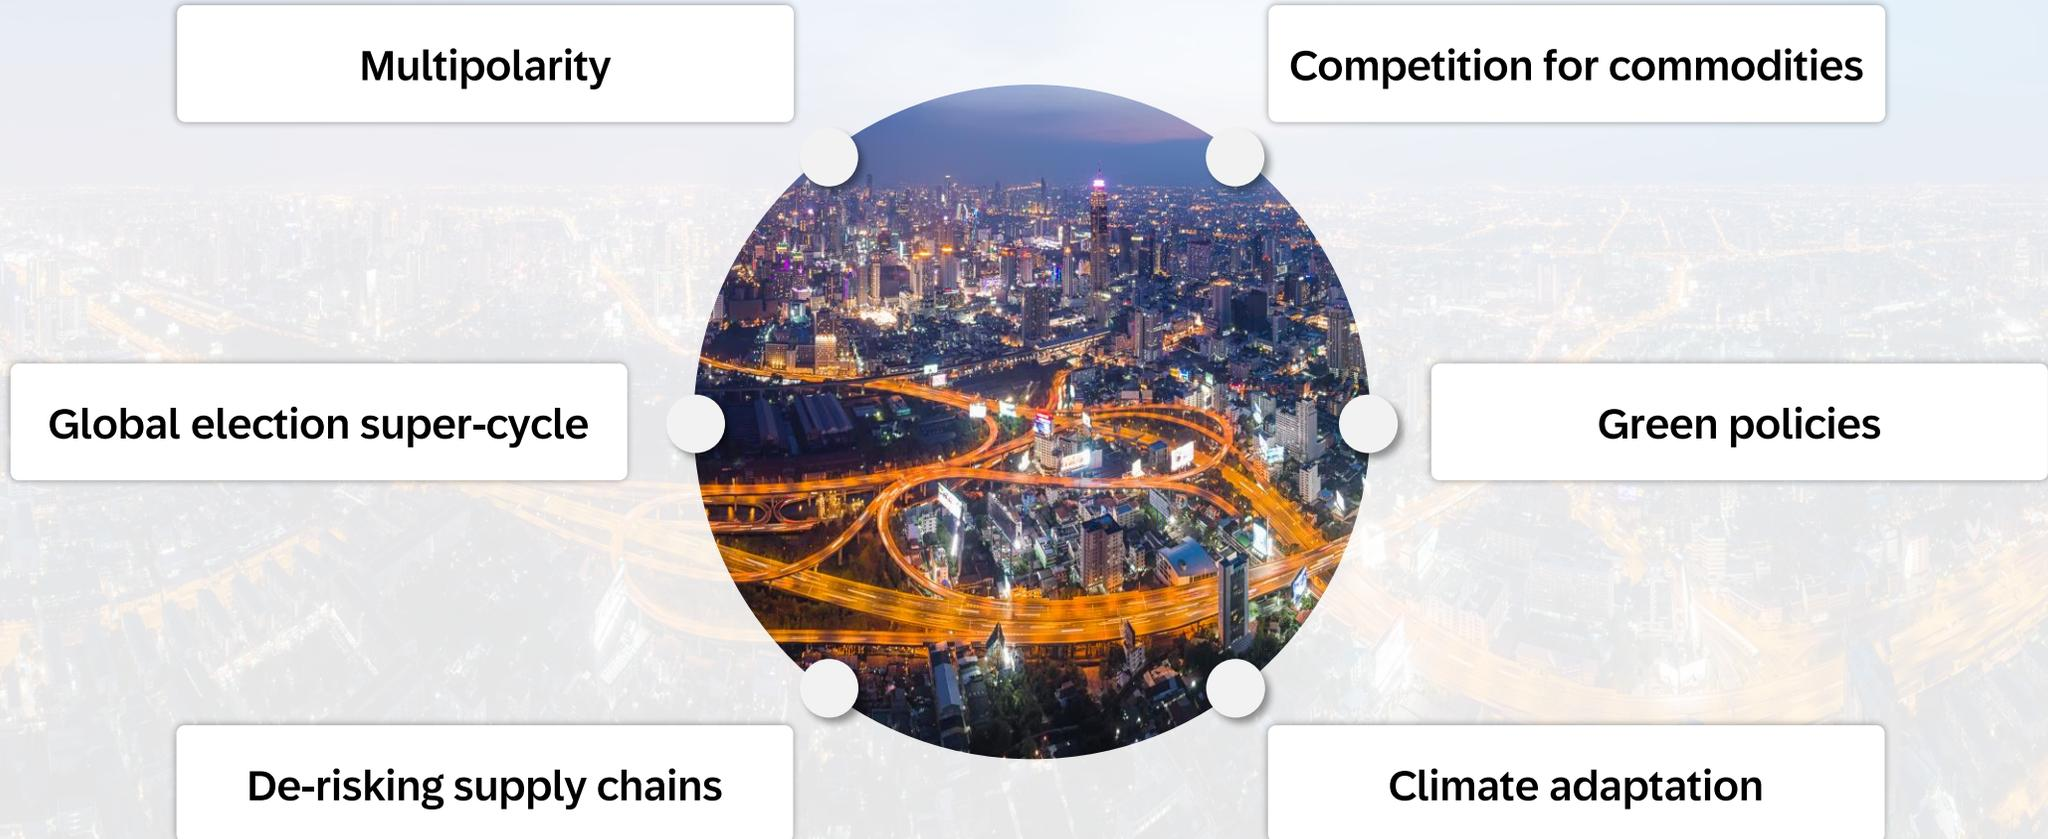 Multipolarity
Competition for commodities
Global election super-cycle
Green policies
De-risking supply chains
Climate adaptation